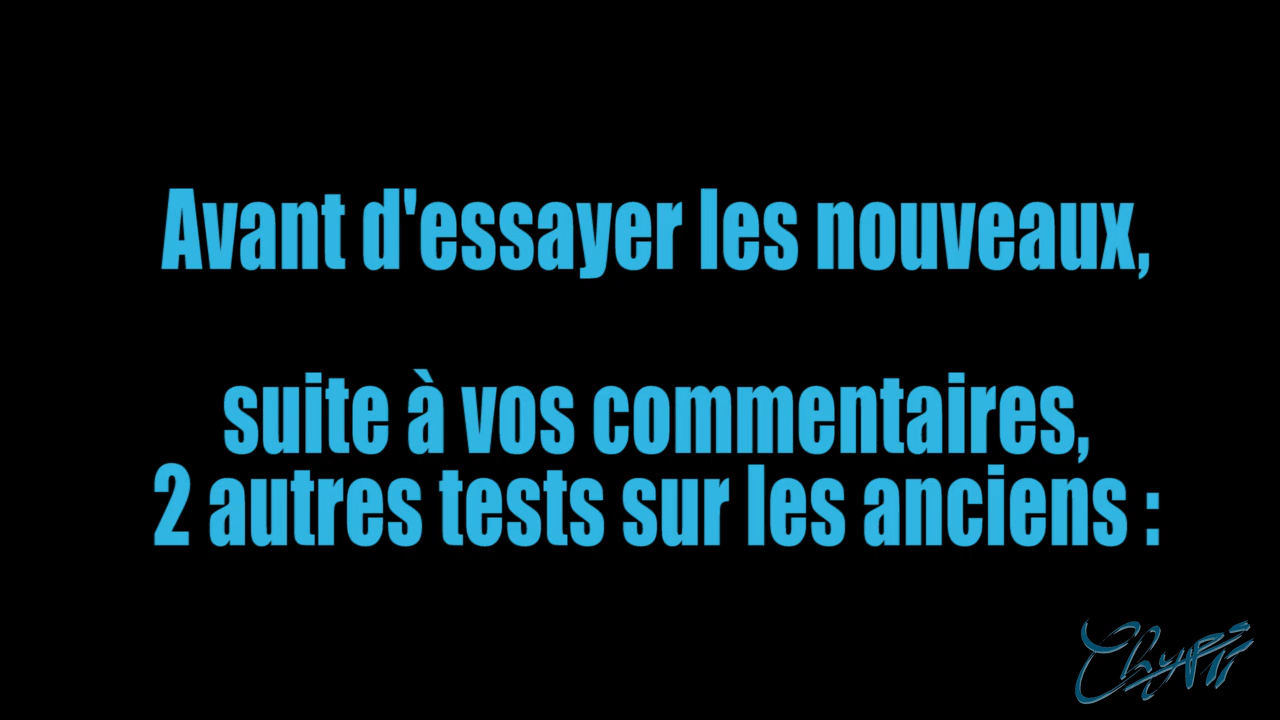 Avant d'essayer les nouveaux,
suite à vos commentaires,
2 autres tests sur les anciens :